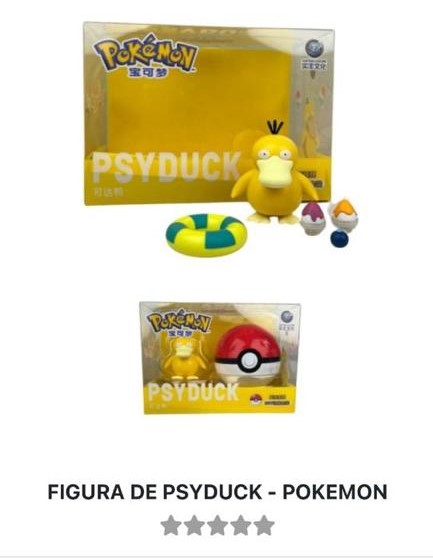 POKéMON
宝可梦
PSYDUCK
可达鸭
POKéMON
宝可梦
PSYDUCK
FIGURA DE PSYDUCK - POKEMON